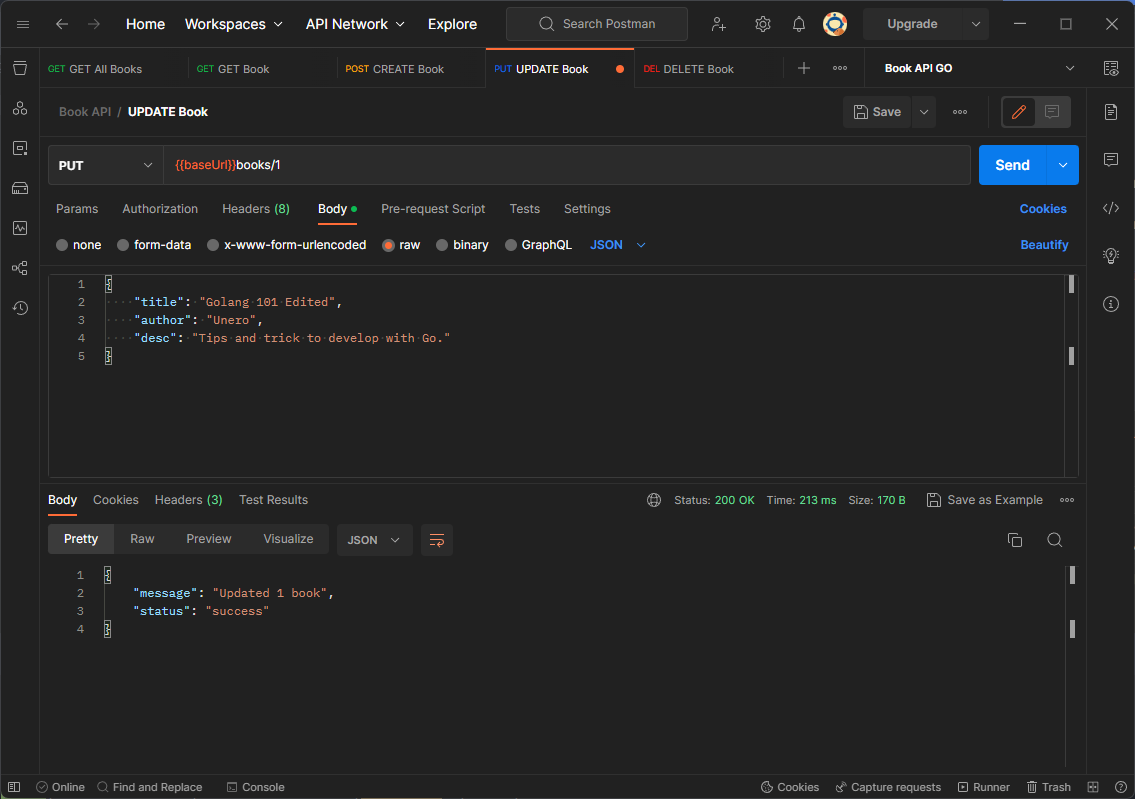 Home Workspaces API Network Explore Search Postman Upgrade
GET GET All Books GET GET Book POST CREATE Book PUT UPDATE Book DEL DELETE Book Book API GO
Book API / UPDATE Book Save
PUT {{baseUrl}}books/1 Send
Params Authorization Headers (8) Body Pre-request Script Tests Settings Cookies
none form-data x-www-form-urlencoded raw binary GraphQL JSON Beautify
1 {
2 "title": "Golang 101 Edited",
3 "author": "Unero",
4 "desc": "Tips and trick to develop with Go."
5 }
Body Cookies Headers (3) Test Results Status: 200 OK Time: 213 ms Size: 170 B Save as Example
Pretty Raw Preview Visualize JSON
1 {
2 "message": "Updated 1 book",
3 "status": "success"
4 }
Online Find and Replace Console Cookies Capture requests Runner Trash